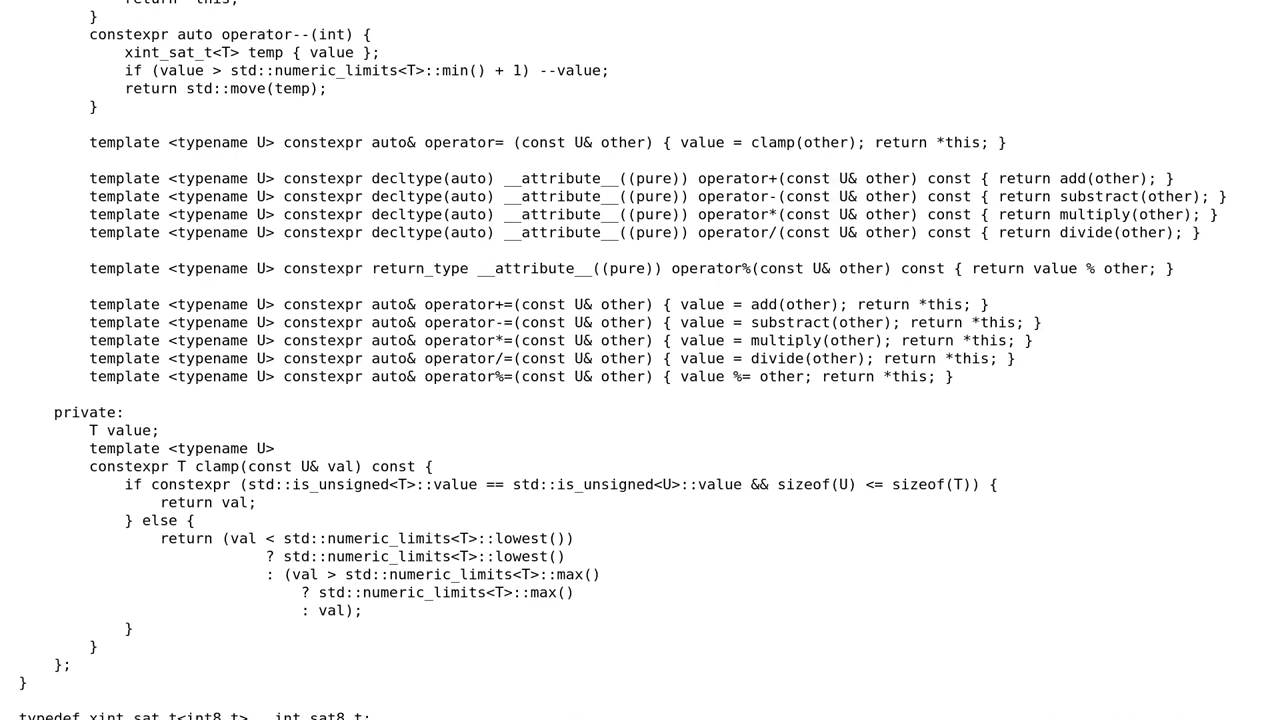 return *this;
}
constexpr auto operator--(int) {
xint_sat_t<T> temp { value };
if (value > std::numeric_limits<T>::min() + 1) --value;
return std::move(temp);
}
template <typename U> constexpr auto& operator= (const U& other) { value = clamp(other); return *this; }
template <typename U> constexpr decltype(auto) __attribute__((pure)) operator+(const U& other) const { return add(other); }
template <typename U> constexpr decltype(auto) __attribute__((pure)) operator-(const U& other) const { return substract(other); }
template <typename U> constexpr decltype(auto) __attribute__((pure)) operator*(const U& other) const { return multiply(other); }
template <typename U> constexpr decltype(auto) __attribute__((pure)) operator/(const U& other) const { return divide(other); }
template <typename U> constexpr return_type __attribute__((pure)) operator%(const U& other) const { return value % other; }
template <typename U> constexpr auto& operator+=(const U& other) { value = add(other); return *this; }
template <typename U> constexpr auto& operator-=(const U& other) { value = substract(other); return *this; }
template <typename U> constexpr auto& operator*=(const U& other) { value = multiply(other); return *this; }
template <typename U> constexpr auto& operator/=(const U& other) { value = divide(other); return *this; }
template <typename U> constexpr auto& operator%=(const U& other) { value %= other; return *this; }
private:
T value;
template <typename U>
constexpr T clamp(const U& val) const {
if constexpr (std::is_unsigned<T>::value == std::is_unsigned<U>::value && sizeof(U) <= sizeof(T)) {
return val;
} else {
return (val < std::numeric_limits<T>::lowest())
? std::numeric_limits<T>::lowest()
: (val > std::numeric_limits<T>::max()
? std::numeric_limits<T>::max()
: val);
}
}
};
}
typedef xint_sat_t<int8_t> int_sat8_t;